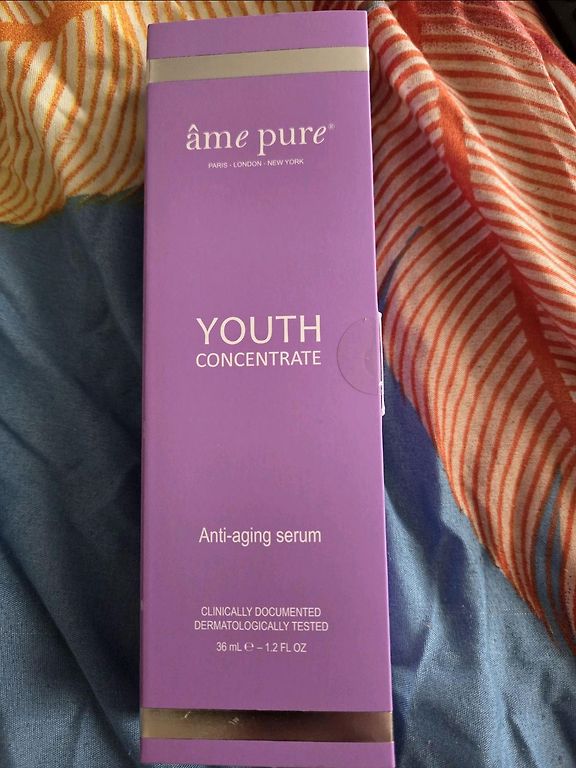 âme pure®
PARIS - LONDON - NEW YORK
YOUTH
CONCENTRATE
Anti-aging serum
CLINICALLY DOCUMENTED
DERMATOLOGICALLY TESTED
36 mL ℮ – 1.2 FL OZ